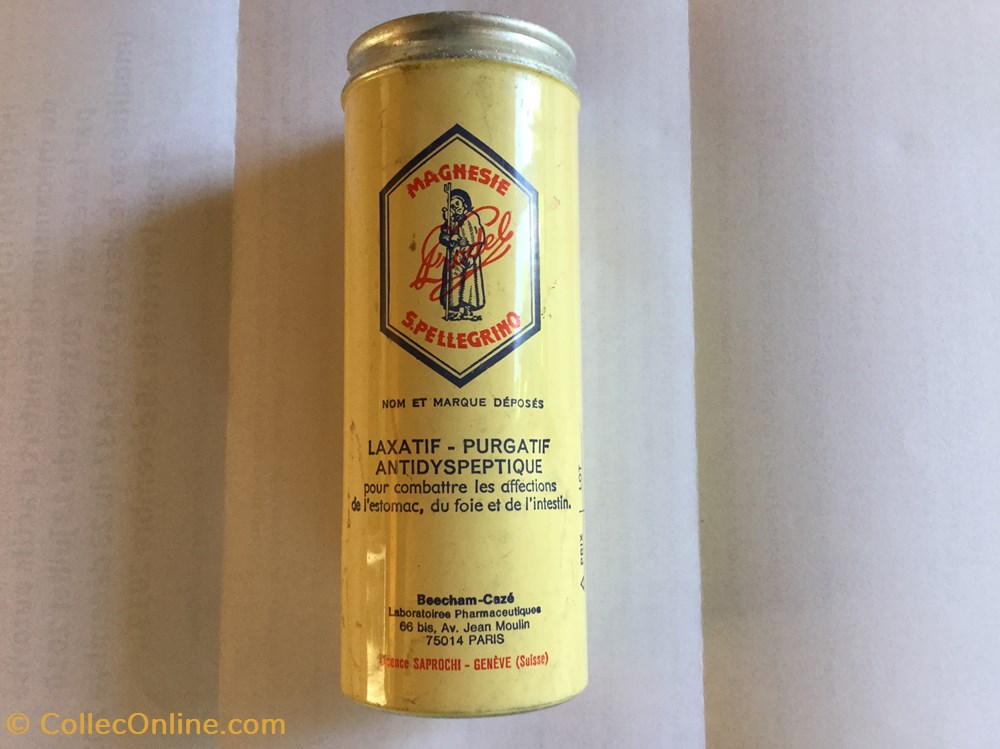 MAGNESIE
S.PELLEGRINO
NOM ET MARQUE DÉPOSÉS
LAXATIF - PURGATIF
ANTIDYSPEPTIQUE
pour combattre les affections
de l'estomac, du foie et de l'intestin.
PRIX
LOT
Beecham-Cazé
Laboratoires Pharmaceutiques
66 bis, Av. Jean Moulin
75014 PARIS
SAPROCHI - GENÈVE (Suisse)
© CollecOnline.com